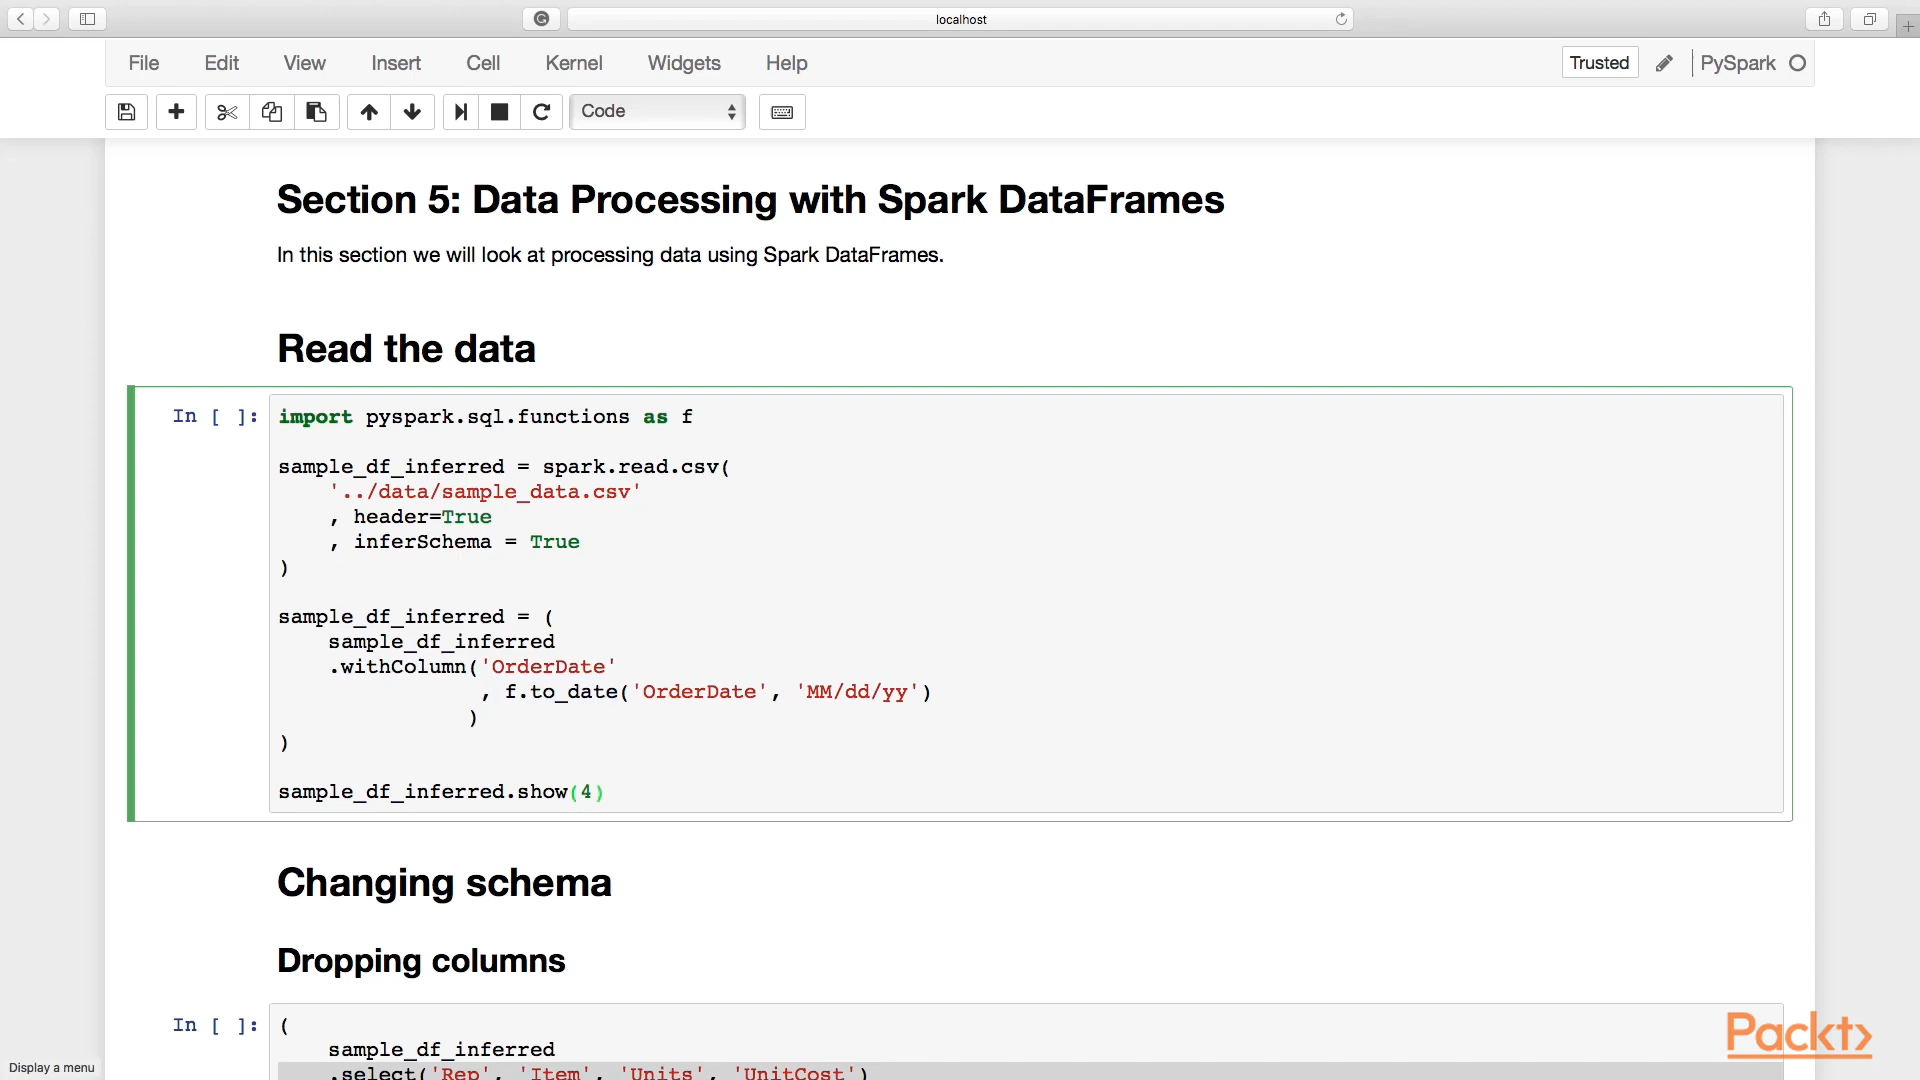 localhost
File Edit View Insert Cell Kernel Widgets Help Trusted PySpark
Code
Section 5: Data Processing with Spark DataFrames
In this section we will look at processing data using Spark DataFrames.
Read the data
In [ ]: import pyspark.sql.functions as f
sample_df_inferred = spark.read.csv(
'../data/sample_data.csv'
, header=True
, inferSchema = True
)
sample_df_inferred = (
sample_df_inferred
.withColumn('OrderDate'
, f.to_date('OrderDate', 'MM/dd/yy')
)
)
sample_df_inferred.show(4)
Changing schema
Dropping columns
In [ ]: (
sample_df_inferred
.select('Rep', 'Item', 'Units', 'UnitCost')
Packt>
Display a menu